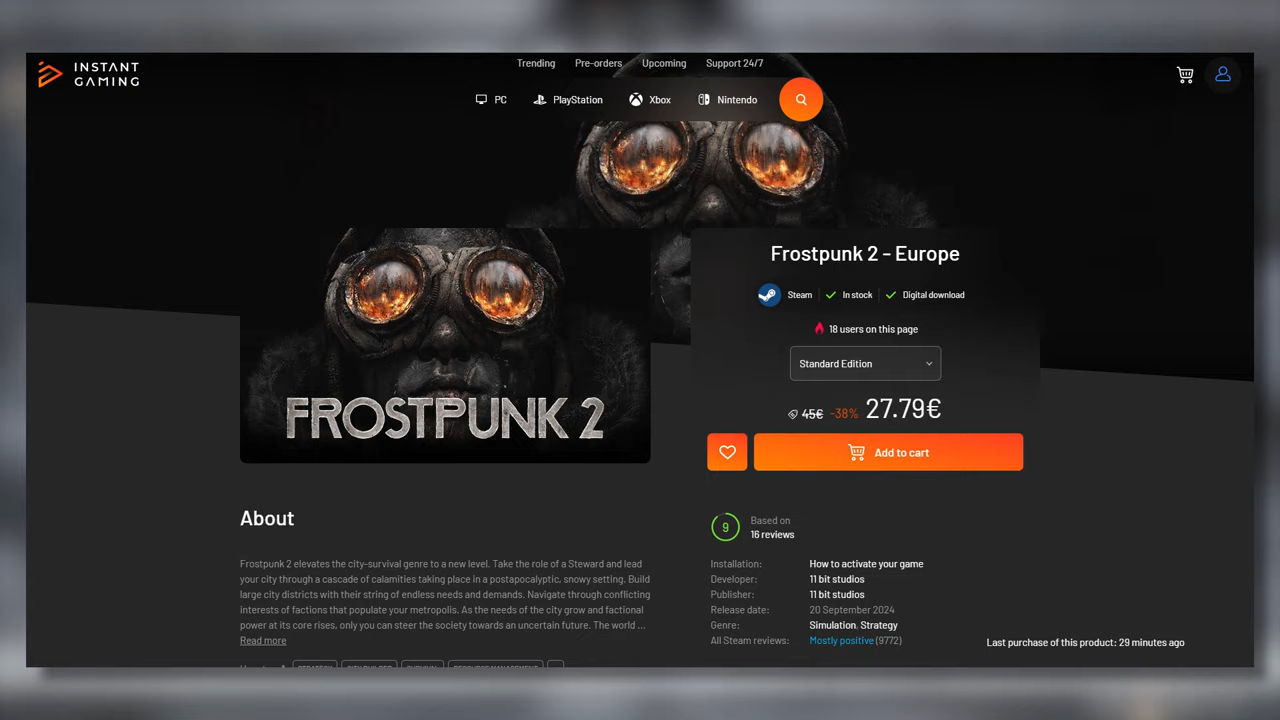 INSTANT
GAMING
Trending Pre-orders Upcoming Support 24/7
PC PlayStation Xbox Nintendo
FROSTPUNK 2
Frostpunk 2 - Europe
Steam In stock Digital download
18 users on this page
Standard Edition
45€ -38% 27.79€
Add to cart
About
Frostpunk 2 elevates the city-survival genre to a new level. Take the role of a Steward and lead
your city through a cascade of calamities taking place in a postapocalyptic, snowy setting. Build
large city districts with their string of endless needs and demands. Navigate through conflicting
interests of factions that populate your metropolis. As the needs of the city grow and factional
power at its core rises, only you can steer the society towards an uncertain future. The world ...
Read more
9 Based on
16 reviews
Installation: How to activate your game
Developer: 11 bit studios
Publisher: 11 bit studios
Release date: 20 September 2024
Genre: Simulation, Strategy
All Steam reviews: Mostly positive (9772)
Last purchase of this product: 29 minutes ago